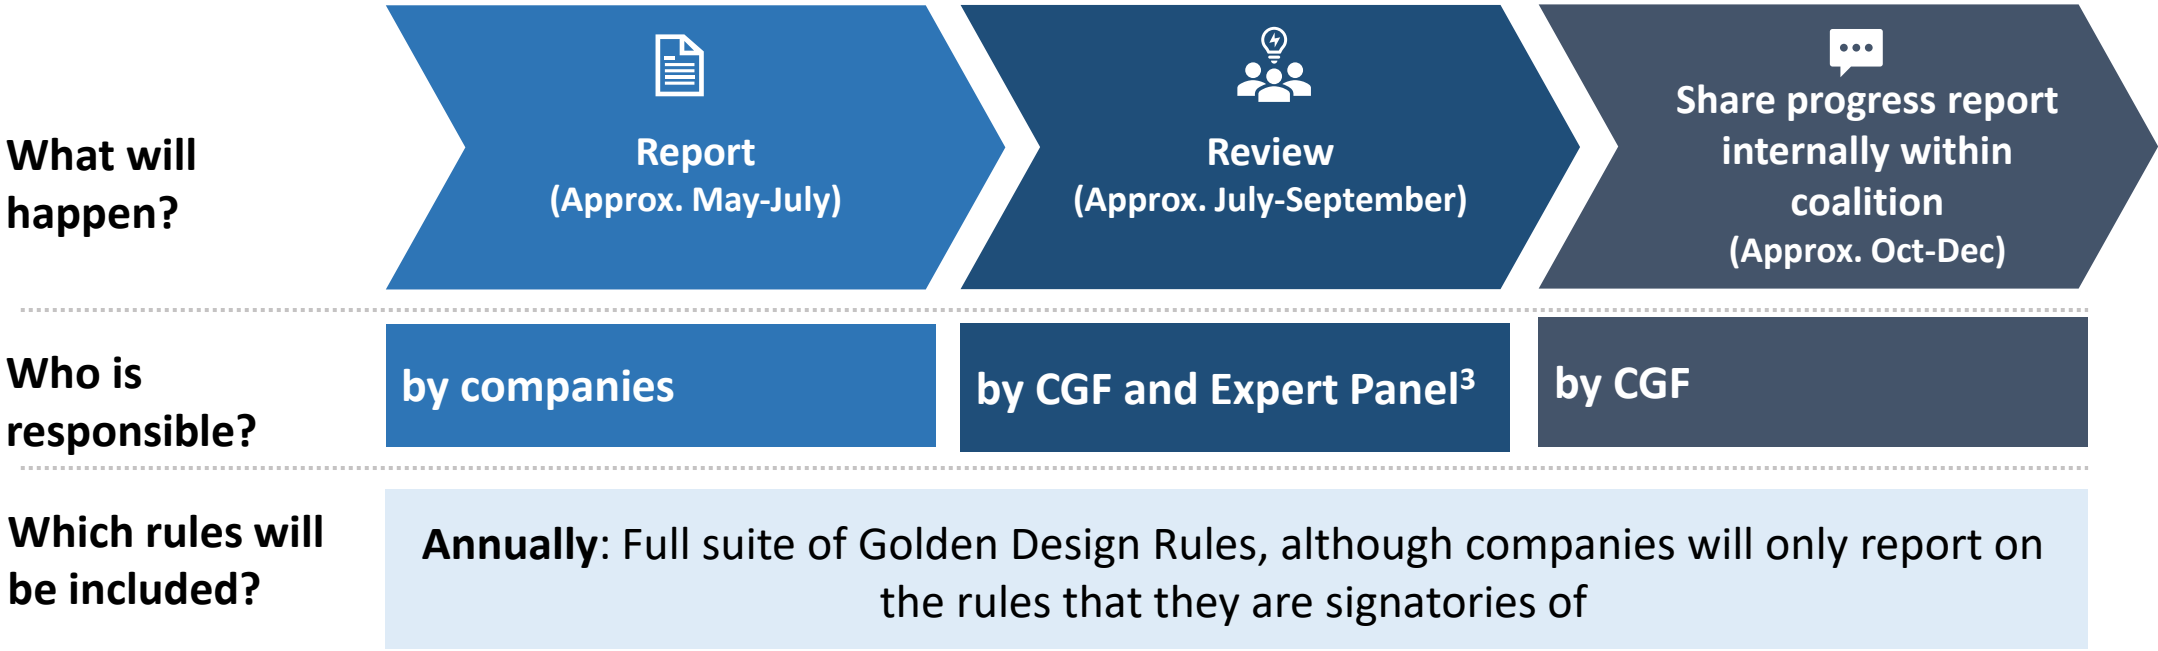 What will
happen?
Report
(Approx. May-July)
Review
(Approx. July-September)
Share progress report
internally within
coalition
(Approx. Oct-Dec)
Who is
responsible?
by companies
by CGF and Expert Panel³
by CGF
Which rules will
be included?
Annually: Full suite of Golden Design Rules, although companies will only report on
the rules that they are signatories of